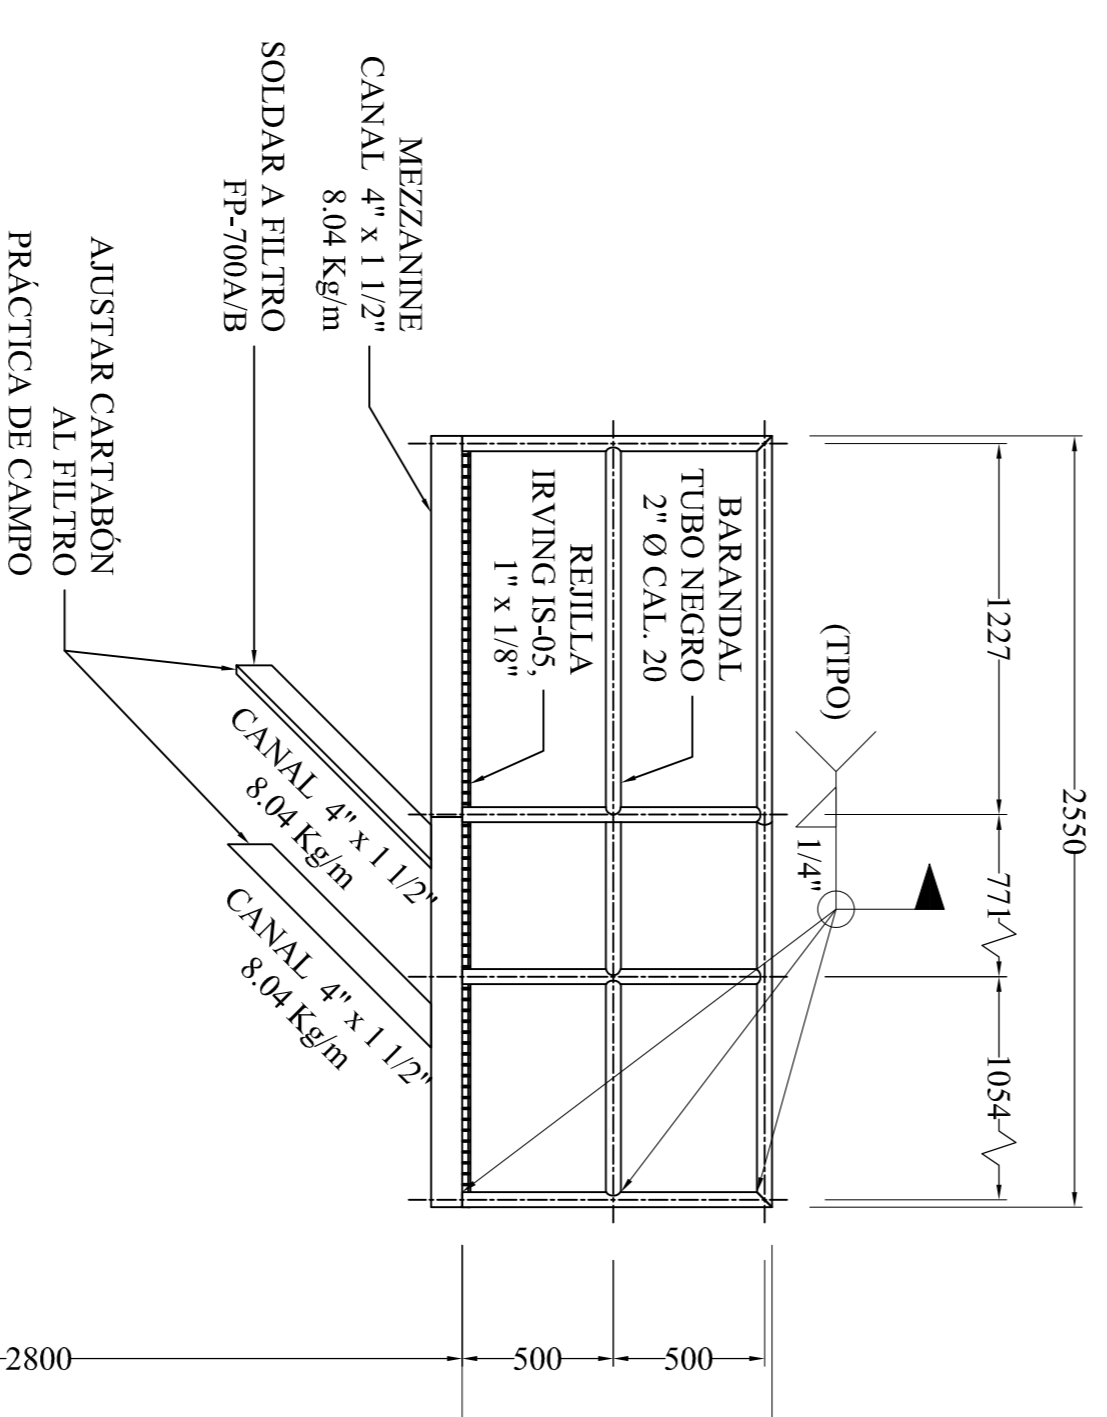 2550
1227
771
1054
(TIPO)
1/4"
BARANDAL
TUBO NEGRO
2" Ø CAL. 20
REJILLA
IRVING IS-05,
1" x 1/8"
MEZZANINE
CANAL 4" x 1 1/2"
8.04 Kg/m
SOLDAR A FILTRO
FP-700A/B
AJUSTAR CARTABÓN
AL FILTRO
PRÁCTICA DE CAMPO
CANAL 4" x 1 1/2"
8.04 Kg/m
CANAL 4" x 1 1/2"
8.04 Kg/m
500
500
2800